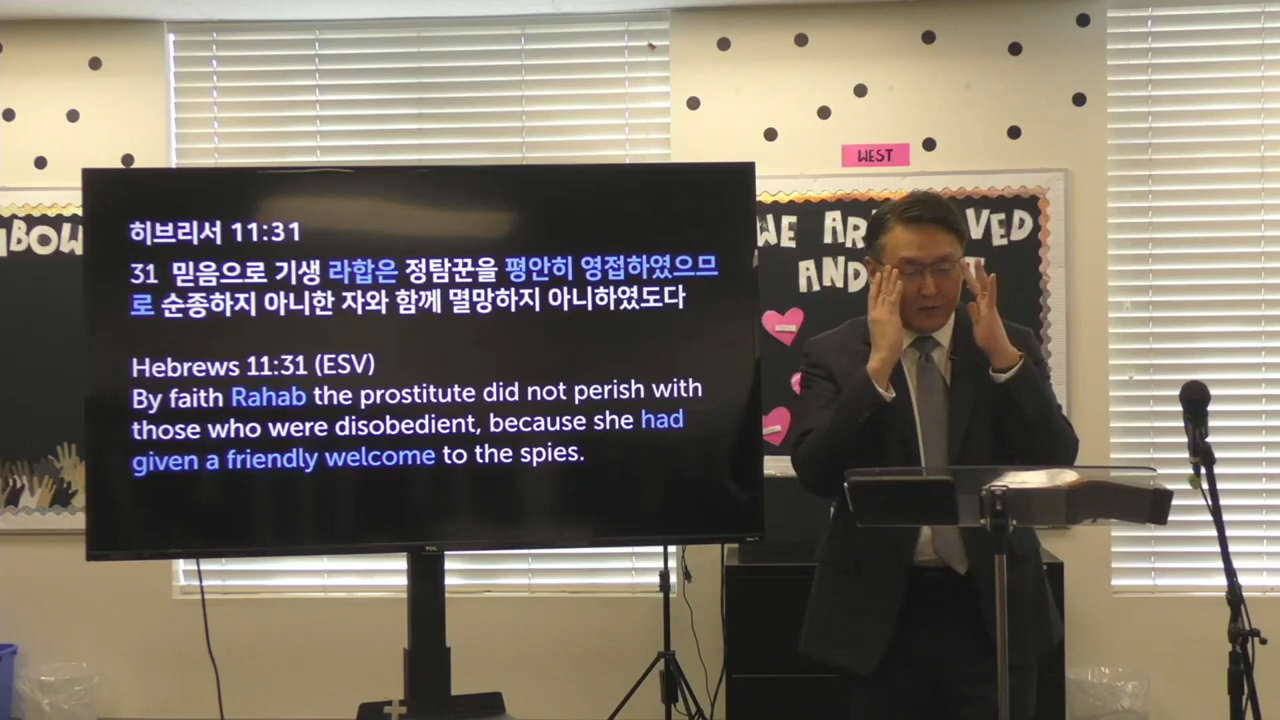 WEST
BOW
WE AR VED
AND
히브리서 11:31
31 믿음으로 기생 라합은 정탐꾼을 평안히 영접하였으므
로 순종하지 아니한 자와 함께 멸망하지 아니하였도다
Hebrews 11:31 (ESV)
By faith Rahab the prostitute did not perish with
those who were disobedient, because she had
given a friendly welcome to the spies.
TCL